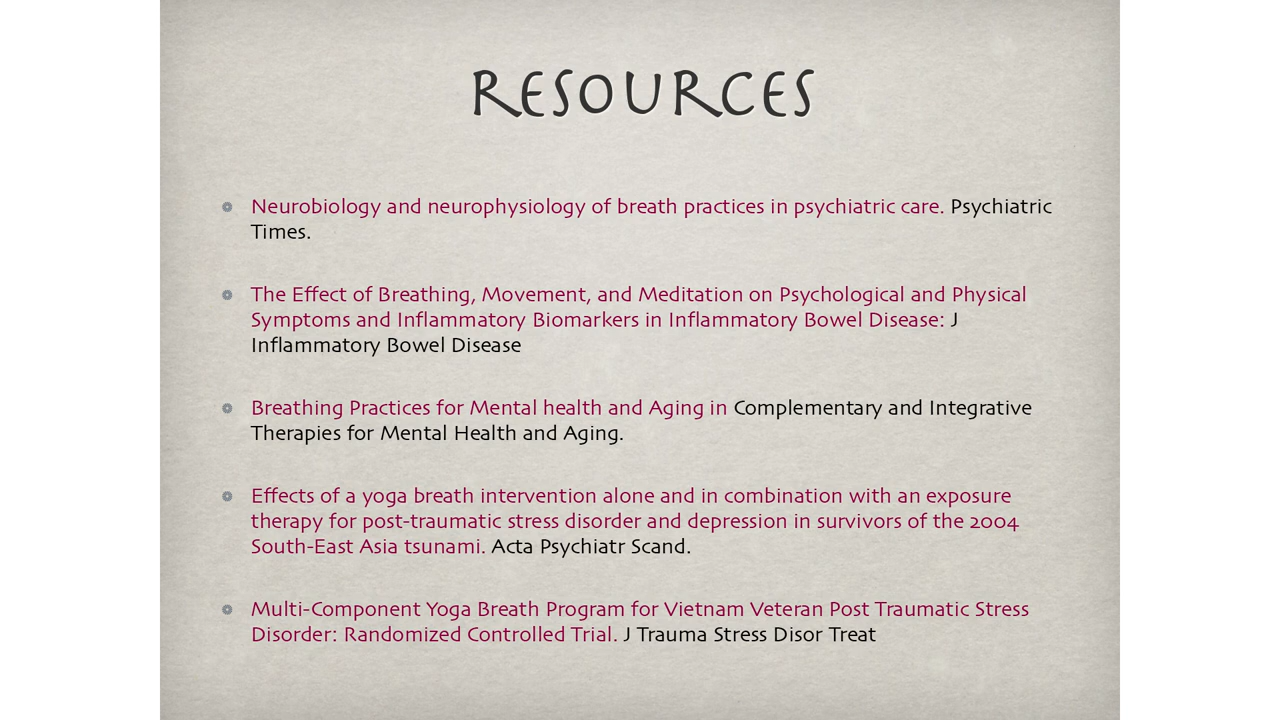 RESOURCES
Neurobiology and neurophysiology of breath practices in psychiatric care. Psychiatric
Times.
The Effect of Breathing, Movement, and Meditation on Psychological and Physical
Symptoms and Inflammatory Biomarkers in Inflammatory Bowel Disease: J
Inflammatory Bowel Disease
Breathing Practices for Mental health and Aging in Complementary and Integrative
Therapies for Mental Health and Aging.
Effects of a yoga breath intervention alone and in combination with an exposure
therapy for post-traumatic stress disorder and depression in survivors of the 2004
South-East Asia tsunami. Acta Psychiatr Scand.
Multi-Component Yoga Breath Program for Vietnam Veteran Post Traumatic Stress
Disorder: Randomized Controlled Trial. J Trauma Stress Disor Treat